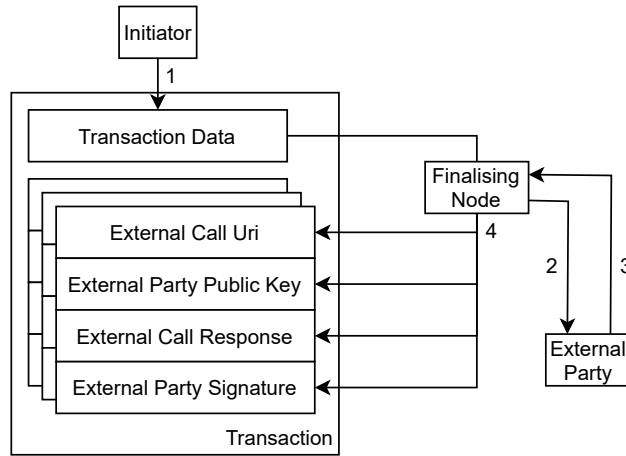 Initiator
1
Transaction Data
Finalising
Node
External Call Uri
4
External Party Public Key
2
3
External Call Response
External
Party
External Party Signature
Transaction